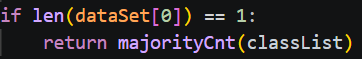 if len(dataSet[0]) == 1:
    return majorityCnt(classList)